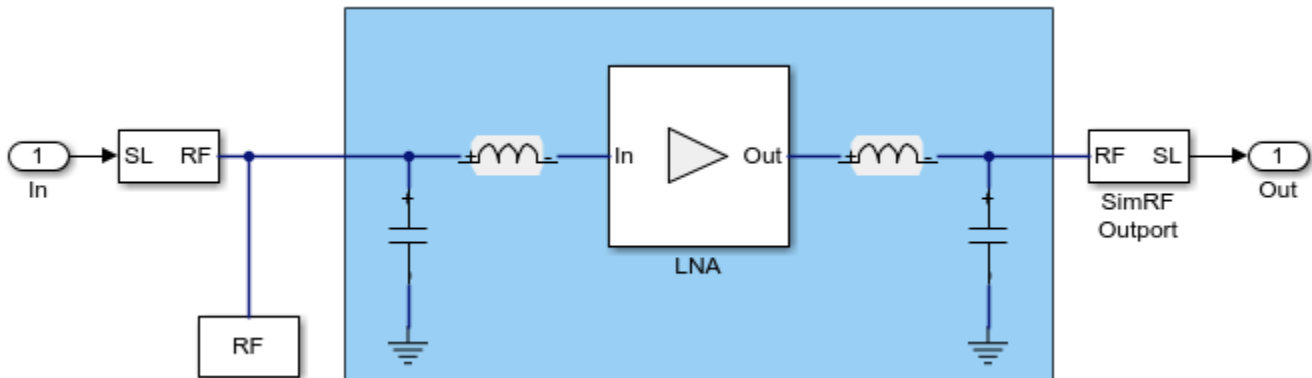 1
In
SL RF
RF
In
Out
LNA
RF SL
SimRF
Outport
1
Out